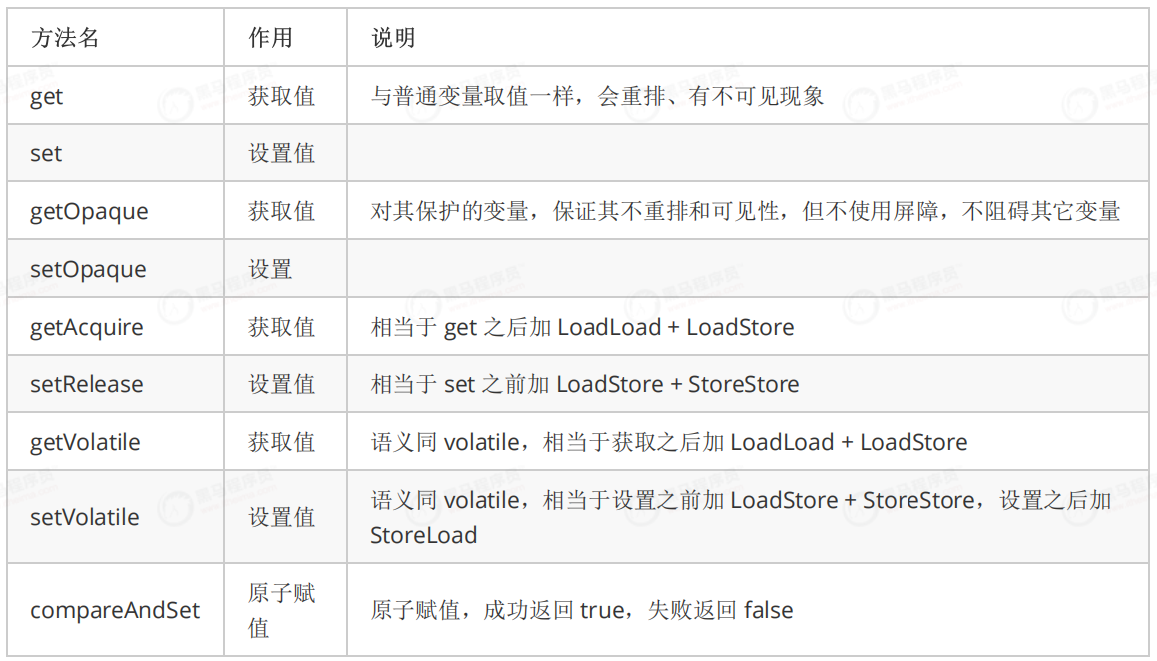 方法名 作用 说明
get 获取值 与普通变量取值一样，会重排、有不可见现象
set 设置值
getOpaque 获取值 对其保护的变量，保证其不重排和可见性，但不使用屏障，不阻碍其它变量
setOpaque 设置
getAcquire 获取值 相当于 get 之后加 LoadLoad + LoadStore
setRelease 设置值 相当于 set 之前加 LoadStore + StoreStore
getVolatile 获取值 语义同 volatile，相当于获取之后加 LoadLoad + LoadStore
setVolatile 设置值 语义同 volatile，相当于设置之前加 LoadStore + StoreStore，设置之后加
StoreLoad
compareAndSet 原子赋
值 原子赋值，成功返回 true，失败返回 false